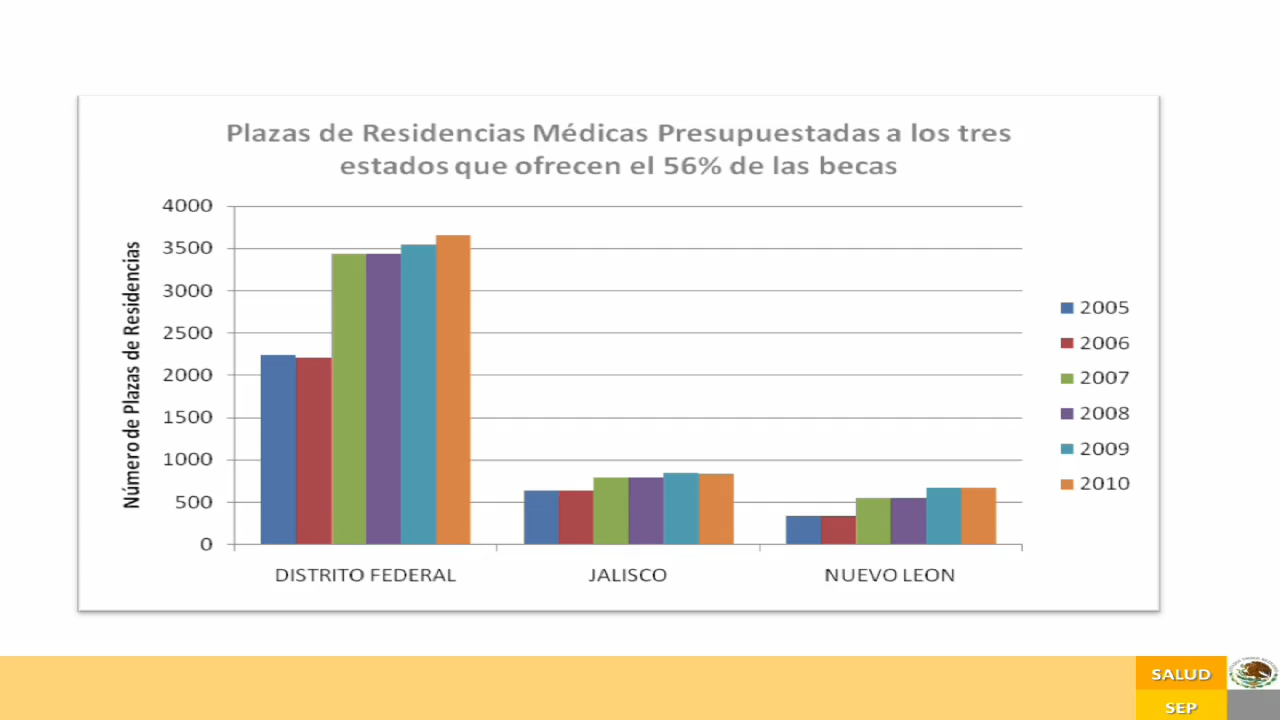 Plazas de Residencias Médicas Presupuestadas a los tres
estados que ofrecen el 56% de las becas
Número de Plazas de Residencias
4000
3500
3000
2500
2000
1500
1000
500
0
DISTRITO FEDERAL
JALISCO
NUEVO LEON
2005
2006
2007
2008
2009
2010
SALUD
SEP